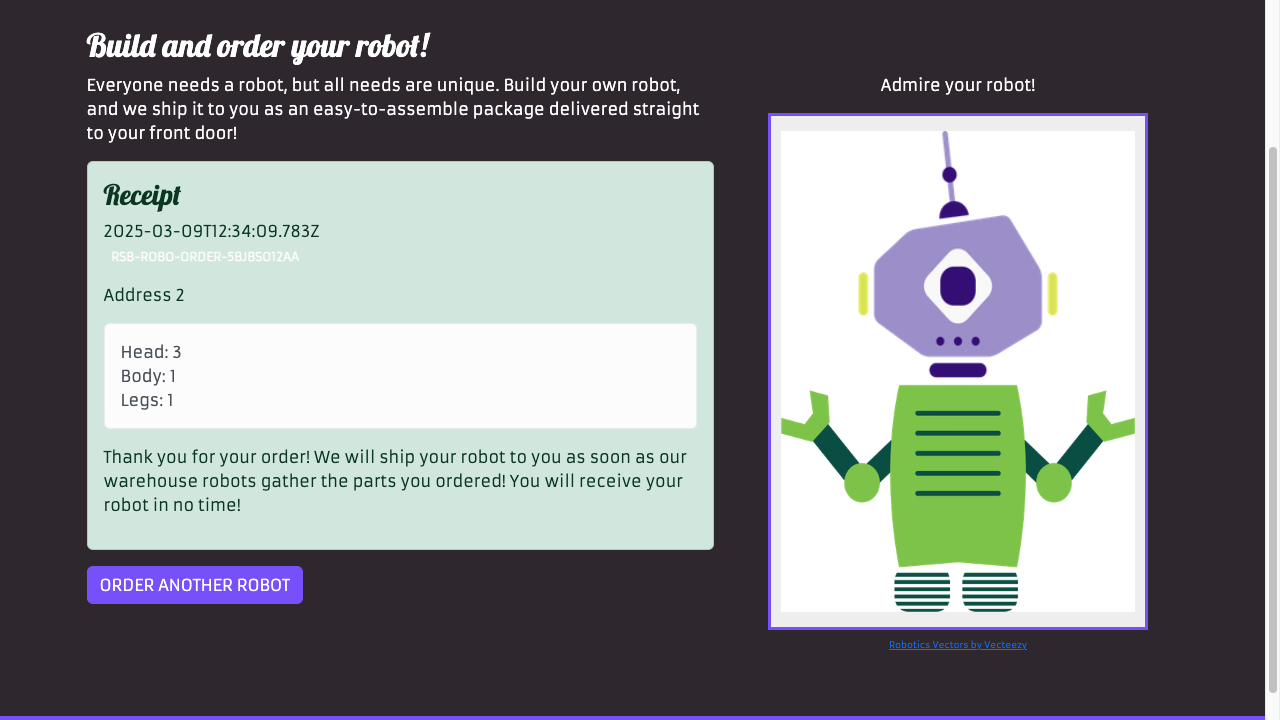 Build and order your robot!
Everyone needs a robot, but all needs are unique. Build your own robot,
and we ship it to you as an easy-to-assemble package delivered straight
to your front door!
Receipt
2025-03-09T12:34:09.783Z
RSB-ROBO-ORDER-5BJBSO12AA
Address 2
Head: 3
Body: 1
Legs: 1
Thank you for your order! We will ship your robot to you as soon as our
warehouse robots gather the parts you ordered! You will receive your
robot in no time!
ORDER ANOTHER ROBOT
Admire your robot!
Robotics Vectors by Vecteezy